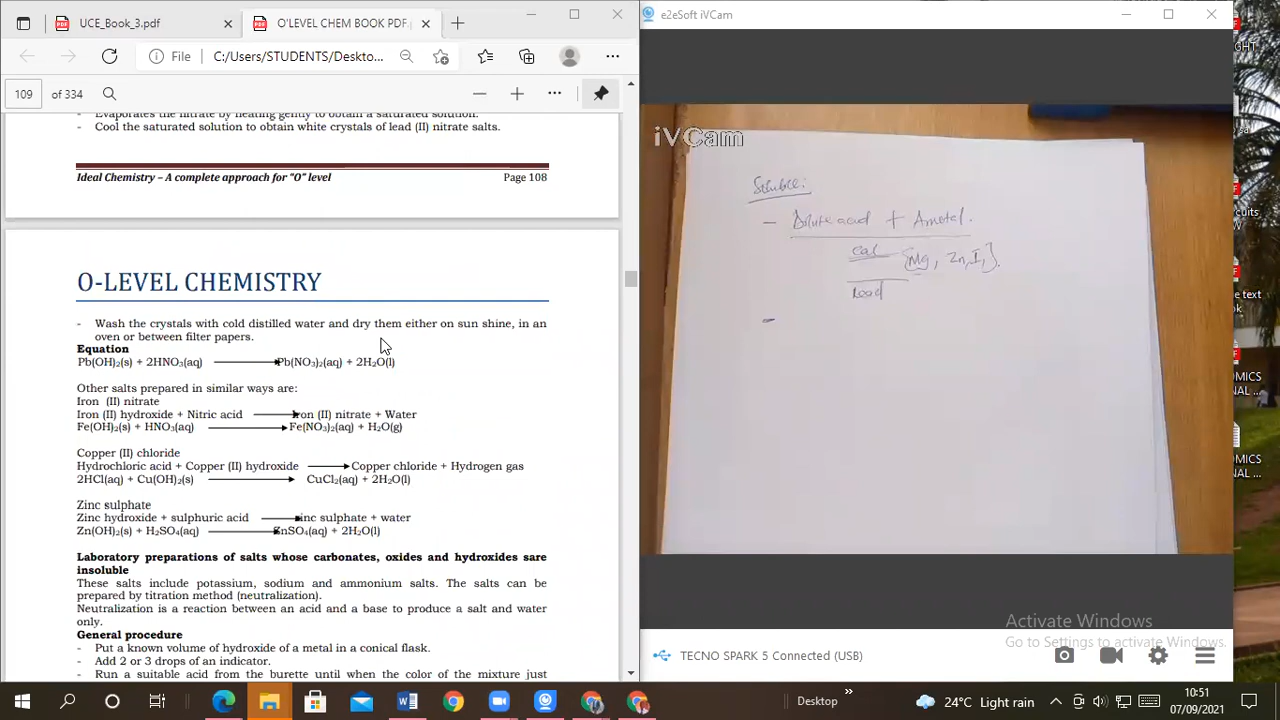 UCE_Book_3.pdf
O'LEVEL CHEM BOOK PDF
File
C:/Users/STUDENTS/Deskto...
109 of 334
- Evaporates the nitrate by heating gently to obtain a saturated solution.
- Cool the saturated solution to obtain white crystals of lead (II) nitrate salts.
Ideal Chemistry – A complete approach for "O" level Page 108
O-LEVEL CHEMISTRY
- Wash the crystals with cold distilled water and dry them either on sun shine, in an
oven or between filter papers.
Equation
Pb(OH)₂(s) + 2HNO₃(aq) → Pb(NO₃)₂(aq) + 2H₂O(l)
Other salts prepared in similar ways are:
Iron (II) nitrate
Iron (II) hydroxide + Nitric acid → Iron (II) nitrate + Water
Fe(OH)₂(s) + HNO₃(aq) → Fe(NO₃)₂(aq) + H₂O(g)
Copper (II) chloride
Hydrochloric acid + Copper (II) hydroxide → Copper chloride + Hydrogen gas
2HCl(aq) + Cu(OH)₂(s) → CuCl₂(aq) + 2H₂O(l)
Zinc sulphate
Zinc hydroxide + sulphuric acid → zinc sulphate + water
Zn(OH)₂(s) + H₂SO₄(aq) → ZnSO₄(aq) + 2H₂O(l)
Laboratory preparations of salts whose carbonates, oxides and hydroxides sare
insoluble
These salts include potassium, sodium and ammonium salts. The salts can be
prepared by titration method (neutralization).
Neutralization is a reaction between an acid and a base to produce a salt and water
only.
General procedure
- Put a known volume of hydroxide of a metal in a conical flask.
- Add 2 or 3 drops of an indicator.
- Run a suitable acid from the burette until when the color of the mixture just
e2eSoft iVCam
iVCam
Soluble:
- Dilute acid + A metal.
Cal {Mg, Zn, I
Lead
-
Activate Windows
Go to Settings to activate Windows.
TECNO SPARK 5 Connected (USB)
Desktop
24°C Light rain
10:51
07/09/2021